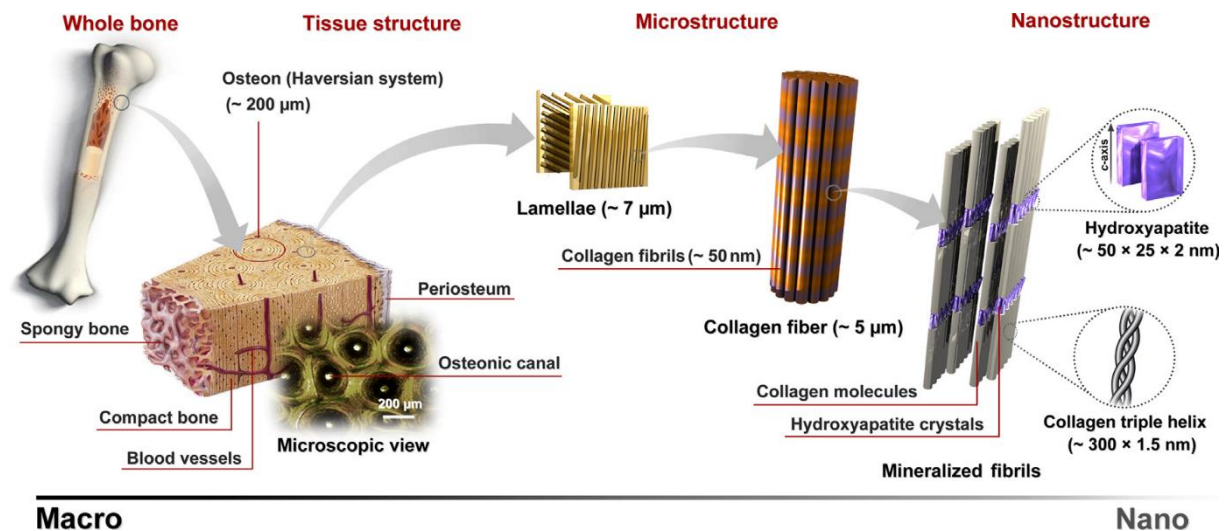 Whole bone
Tissue structure
Microstructure
Nanostructure
Osteon (Haversian system)
(~ 200 µm)
Lamellae (~ 7 µm)
c-axis
Hydroxyapatite
(~ 50 × 25 × 2 nm)
Collagen fibrils (~ 50 nm)
Periosteum
Collagen fiber (~ 5 µm)
Spongy bone
Osteonic canal
Collagen molecules
200 µm
Compact bone
Hydroxyapatite crystals
Collagen triple helix
(~ 300 × 1.5 nm)
Microscopic view
Blood vessels
Mineralized fibrils
Macro
Nano